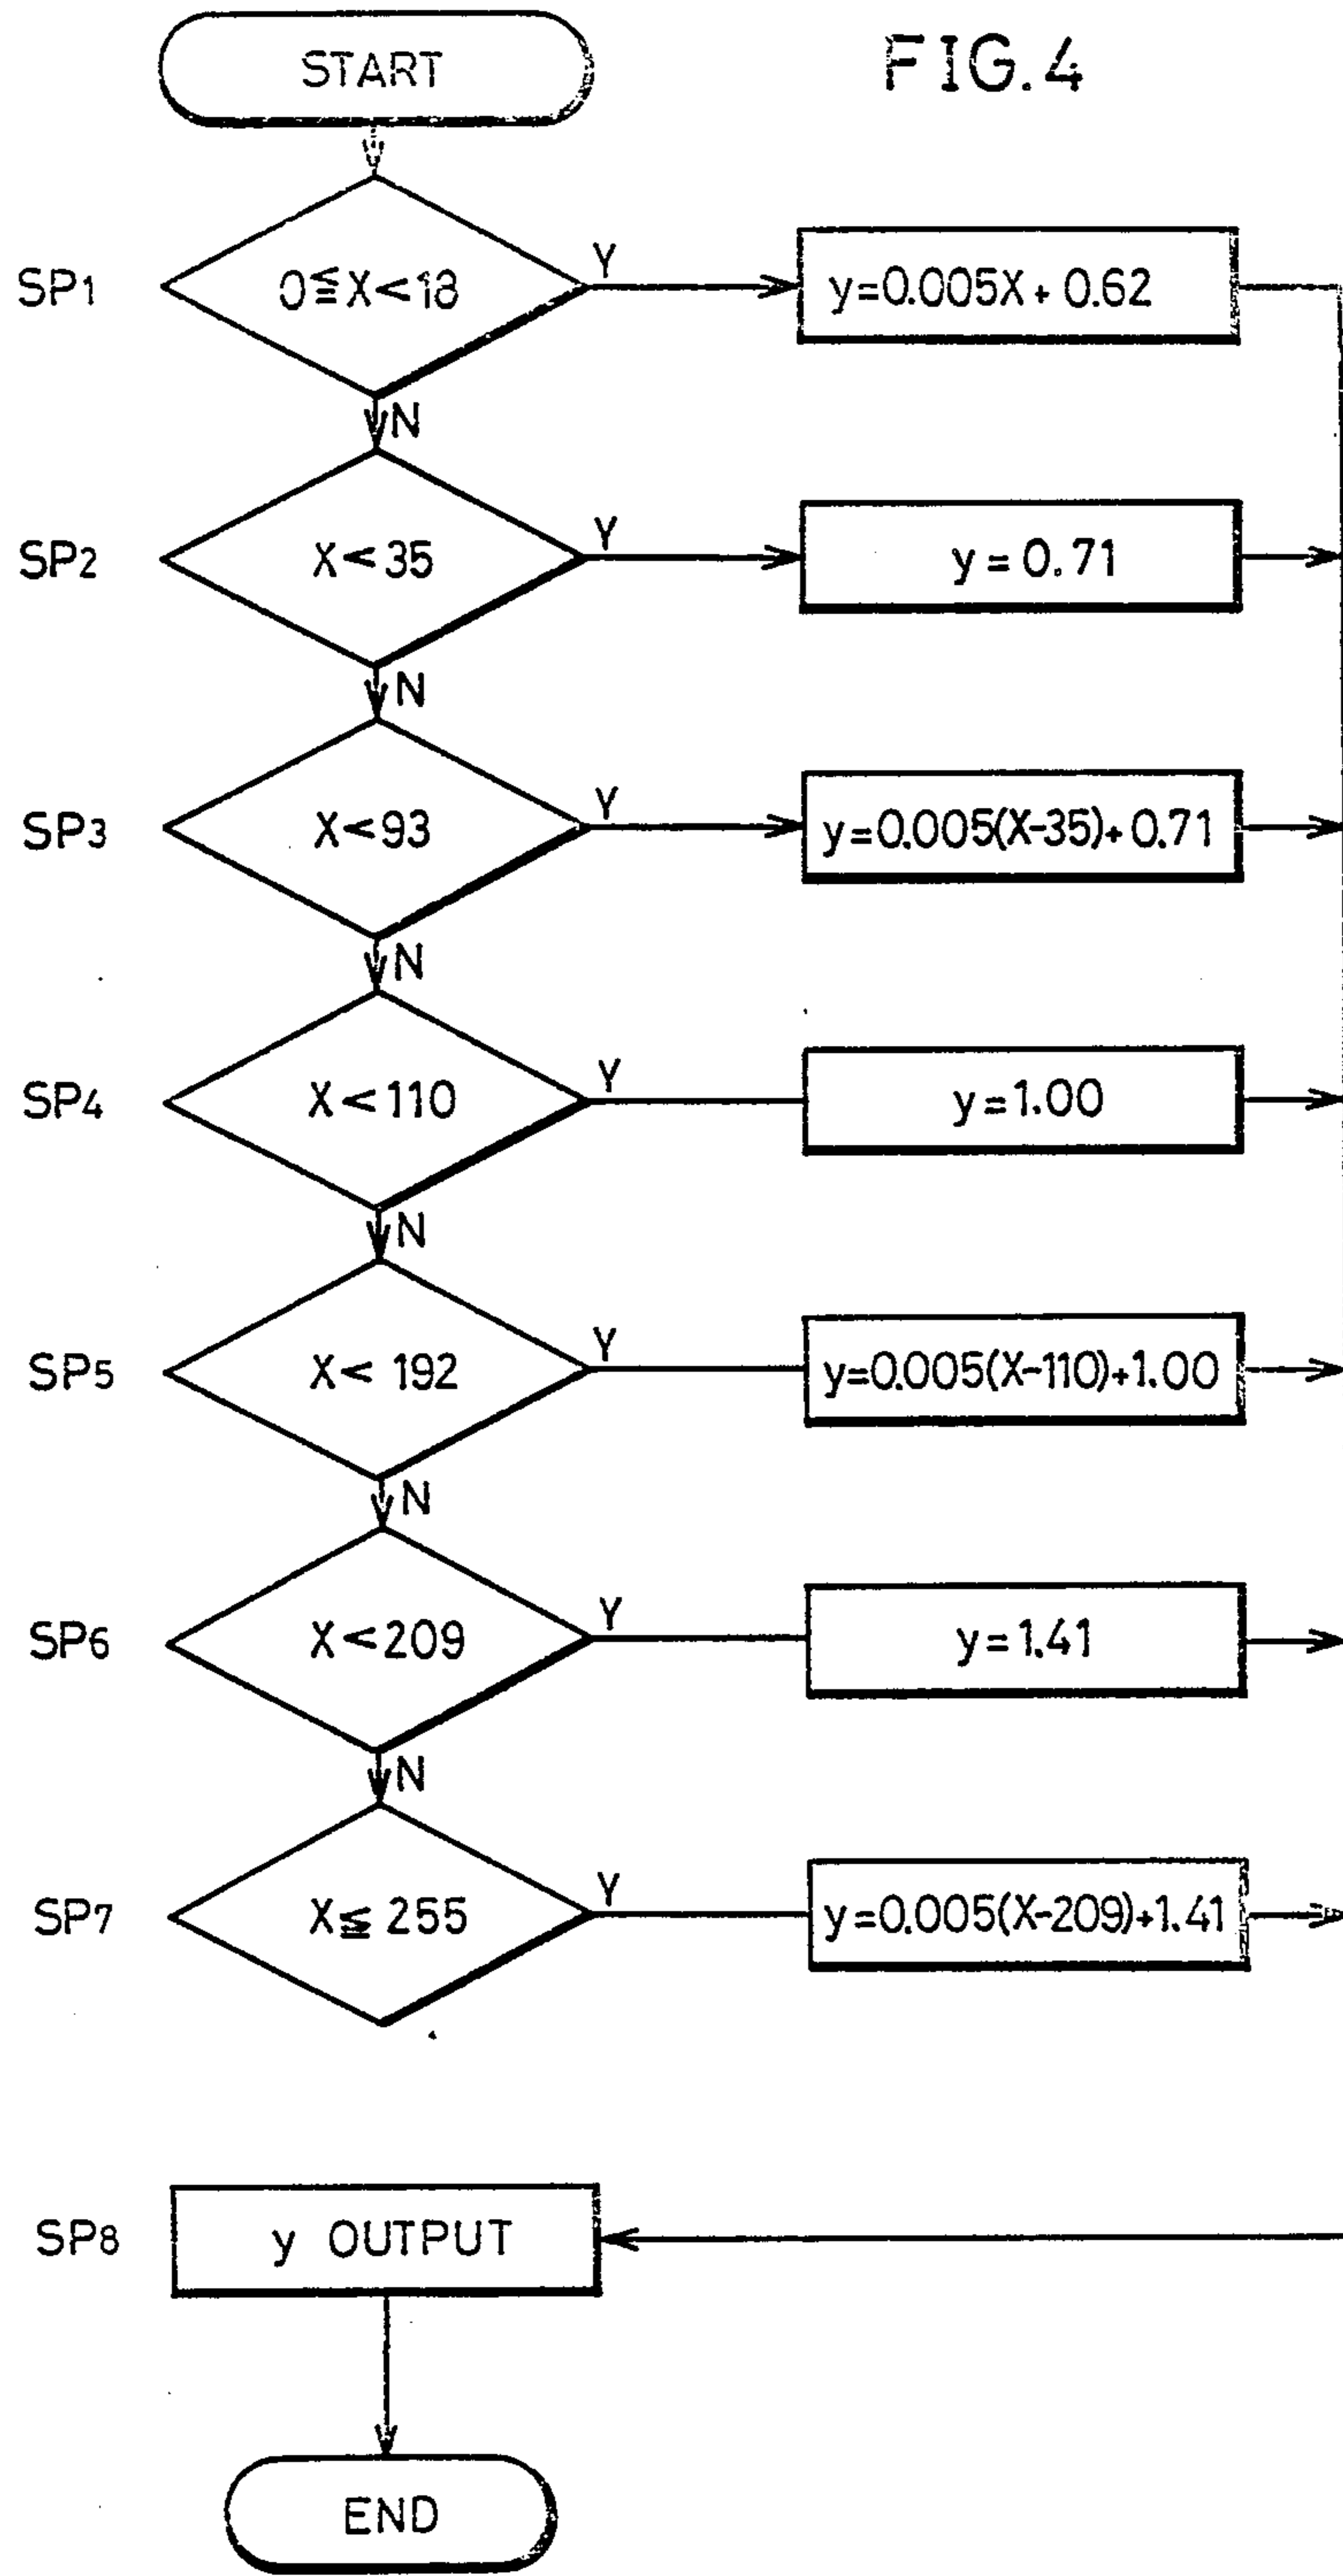 START
FIG.4
SP1
0≦X<18
Y
y=0.005X+0.62
N
SP2
X<35
Y
y=0.71
N
SP3
X<93
Y
y=0.005(X-35)+0.71
N
SP4
X<110
Y
y=1.00
N
SP5
X<192
Y
y=0.005(X-110)+1.00
N
SP6
X<209
Y
y=1.41
N
SP7
X≦255
Y
y=0.005(X-209)+1.41
SP8
y OUTPUT
END